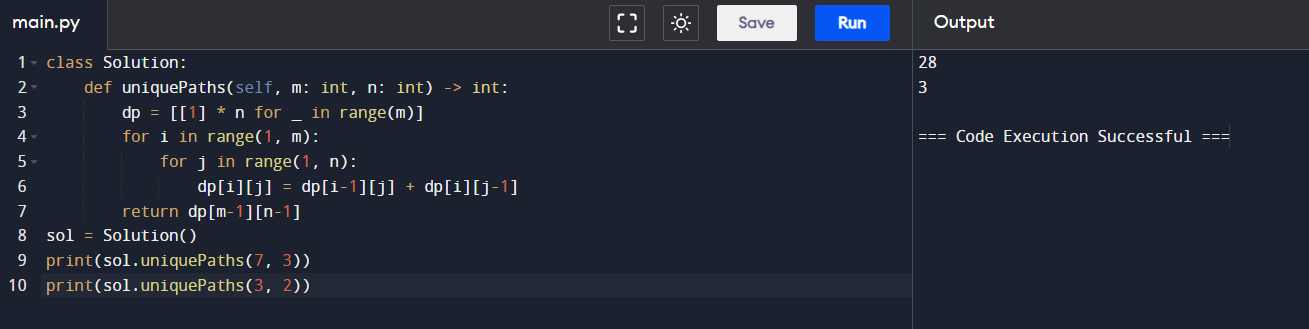 main.py Save Run Output
1 class Solution:
2     def uniquePaths(self, m: int, n: int) -> int:
3         dp = [[1] * n for _ in range(m)]
4         for i in range(1, m):
5             for j in range(1, n):
6                 dp[i][j] = dp[i-1][j] + dp[i][j-1]
7         return dp[m-1][n-1]
8 sol = Solution()
9 print(sol.uniquePaths(7, 3))
10 print(sol.uniquePaths(3, 2))
28
3
=== Code Execution Successful ===